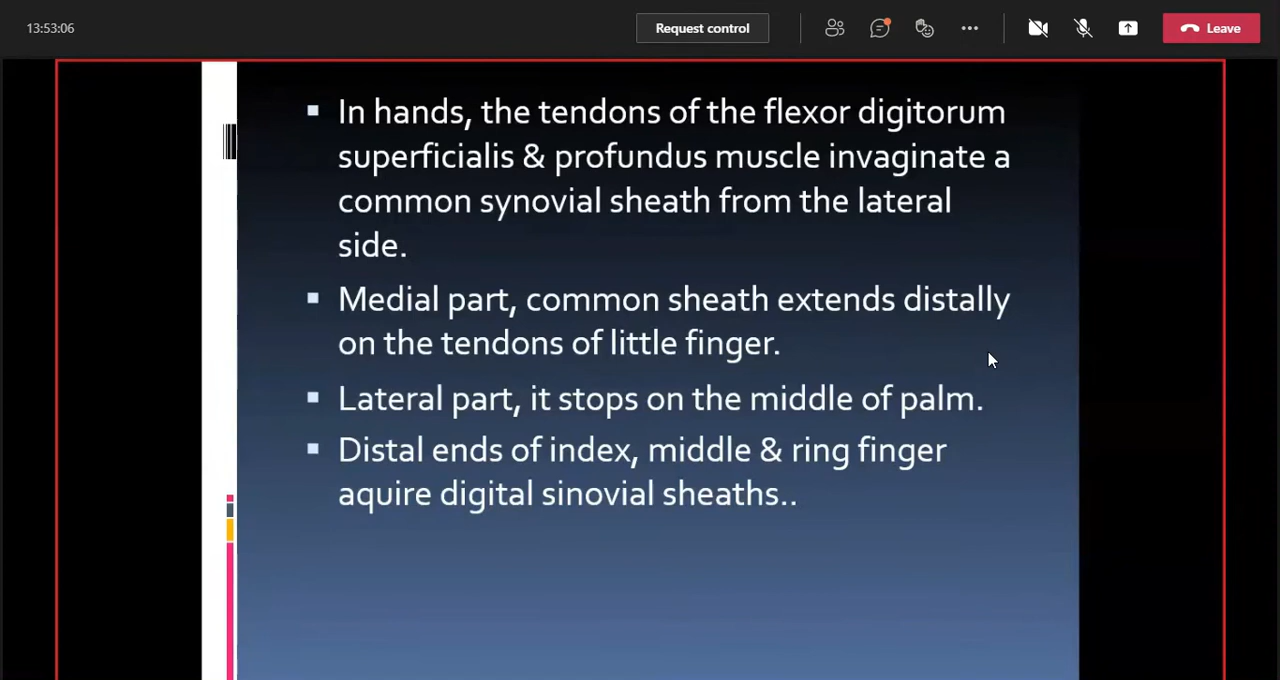 13:53:06
Request control
Leave
In hands, the tendons of the flexor digitorum
superficialis & profundus muscle invaginate a
common synovial sheath from the lateral
side.
Medial part, common sheath extends distally
on the tendons of little finger.
Lateral part, it stops on the middle of palm.
Distal ends of index, middle & ring finger
aquire digital sinovial sheaths..